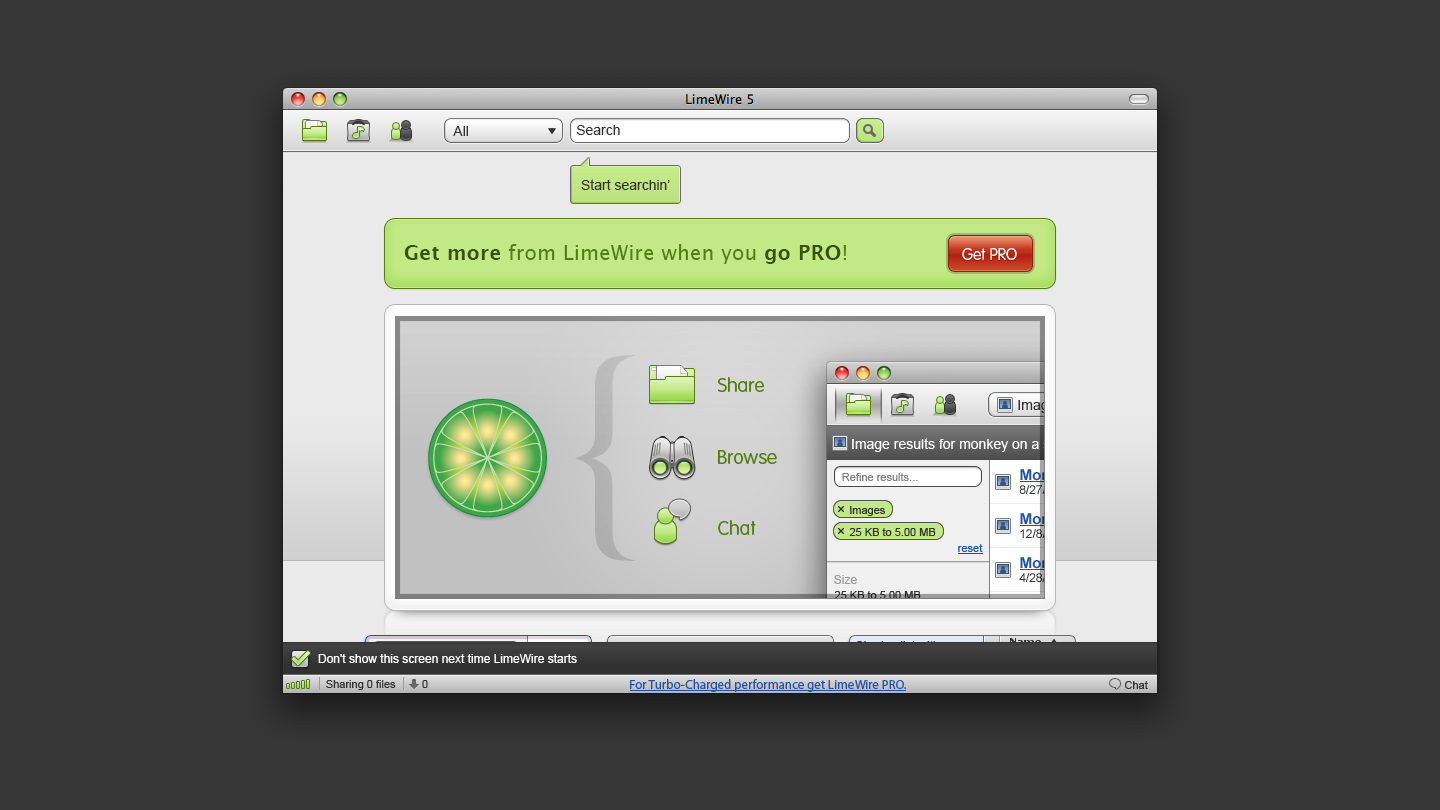 LimeWire 5
All
Search
Start searchin'
Get more from LimeWire when you go PRO!
Get PRO
Share
Browse
Chat
Imag
Image results for monkey on a
Refine results...
× Images
× 25 KB to 5.00 MB
reset
Size
25 KB to 5.00 MB
Mon
8/27/
Mon
12/8/
Mon
4/28/
Name
Don't show this screen next time LimeWire starts
Sharing 0 files
0
For Turbo-Charged performance get LimeWire PRO.
Chat